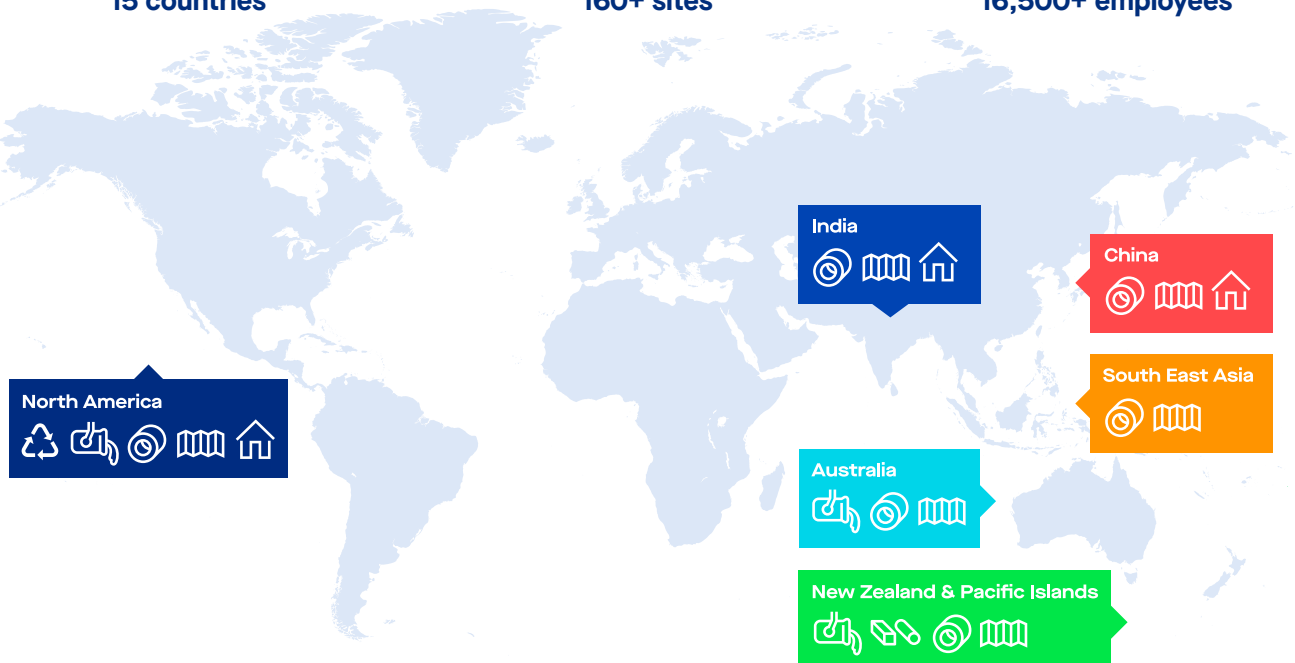 15 countries
160+ sites
16,500+ employees
India
China
South East Asia
North America
Australia
New Zealand & Pacific Islands